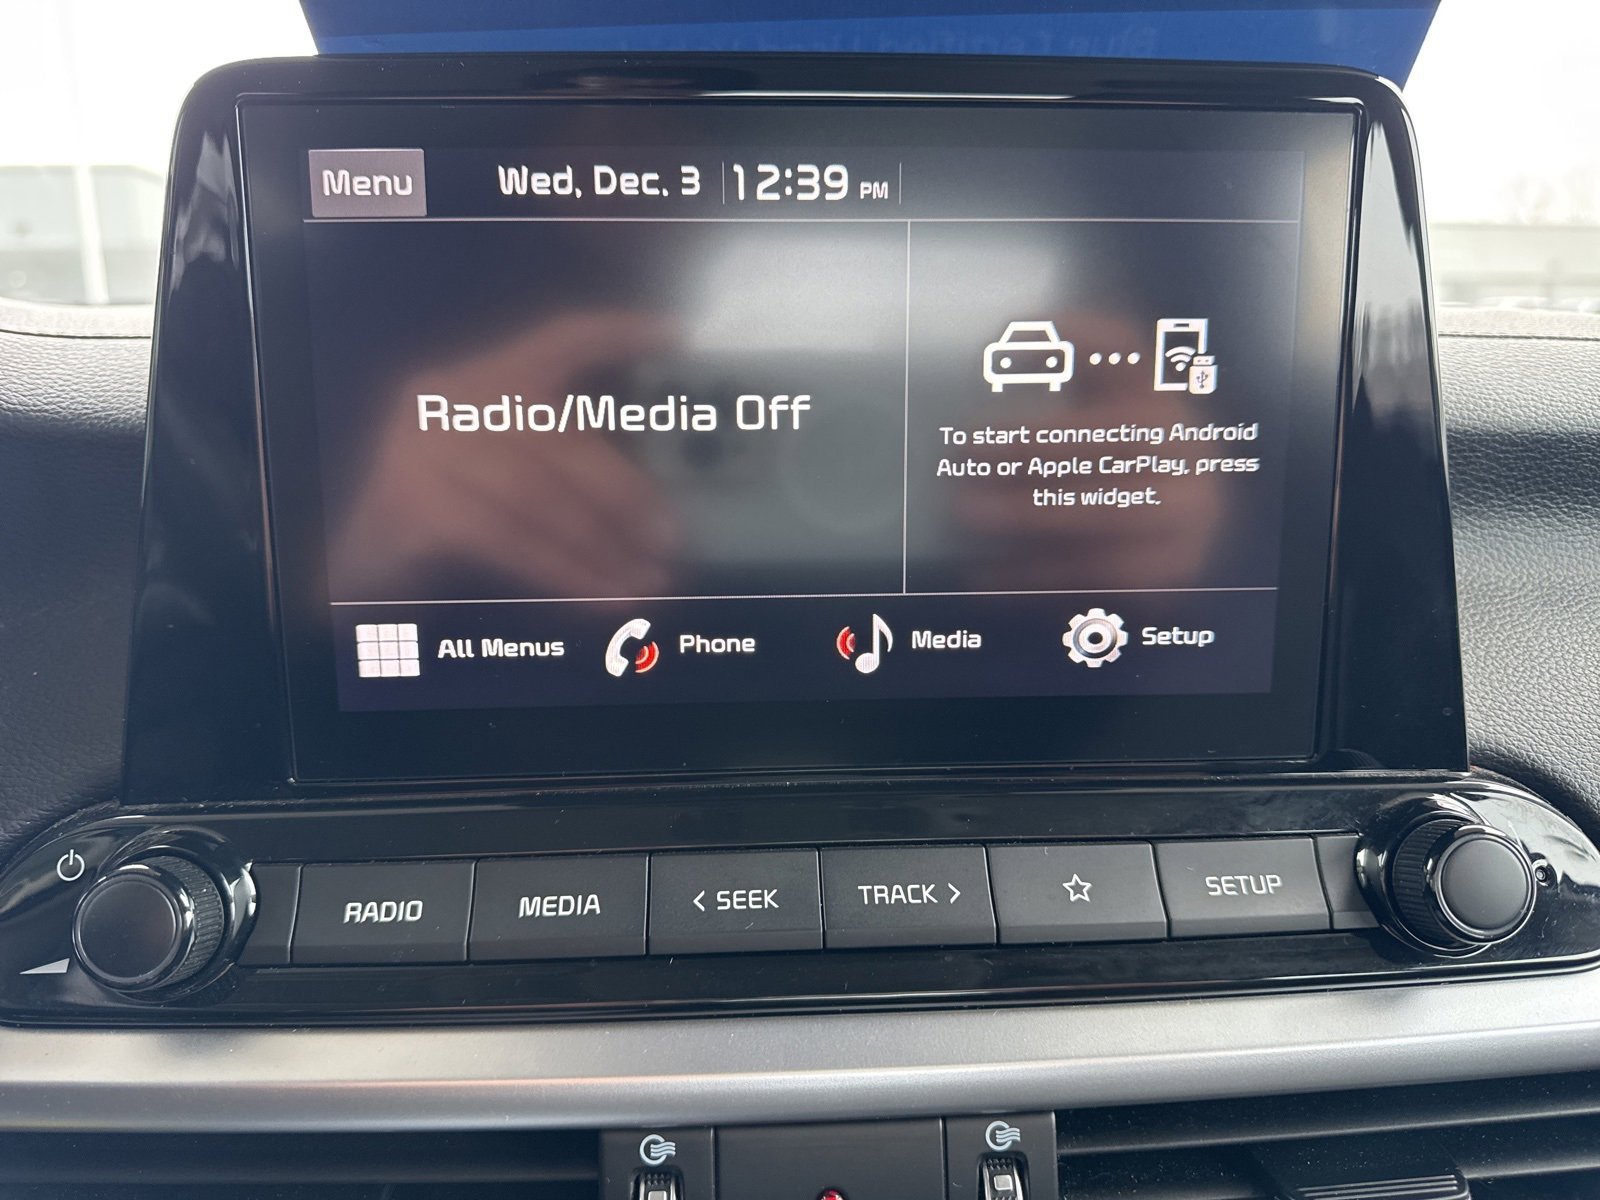 Menu
Wed, Dec. 3 12:39 PM
Radio/Media Off
To start connecting Android
Auto or Apple CarPlay, press
this widget.
All Menus
Phone
Media
Setup
RADIO
MEDIA
< SEEK
TRACK >
SETUP